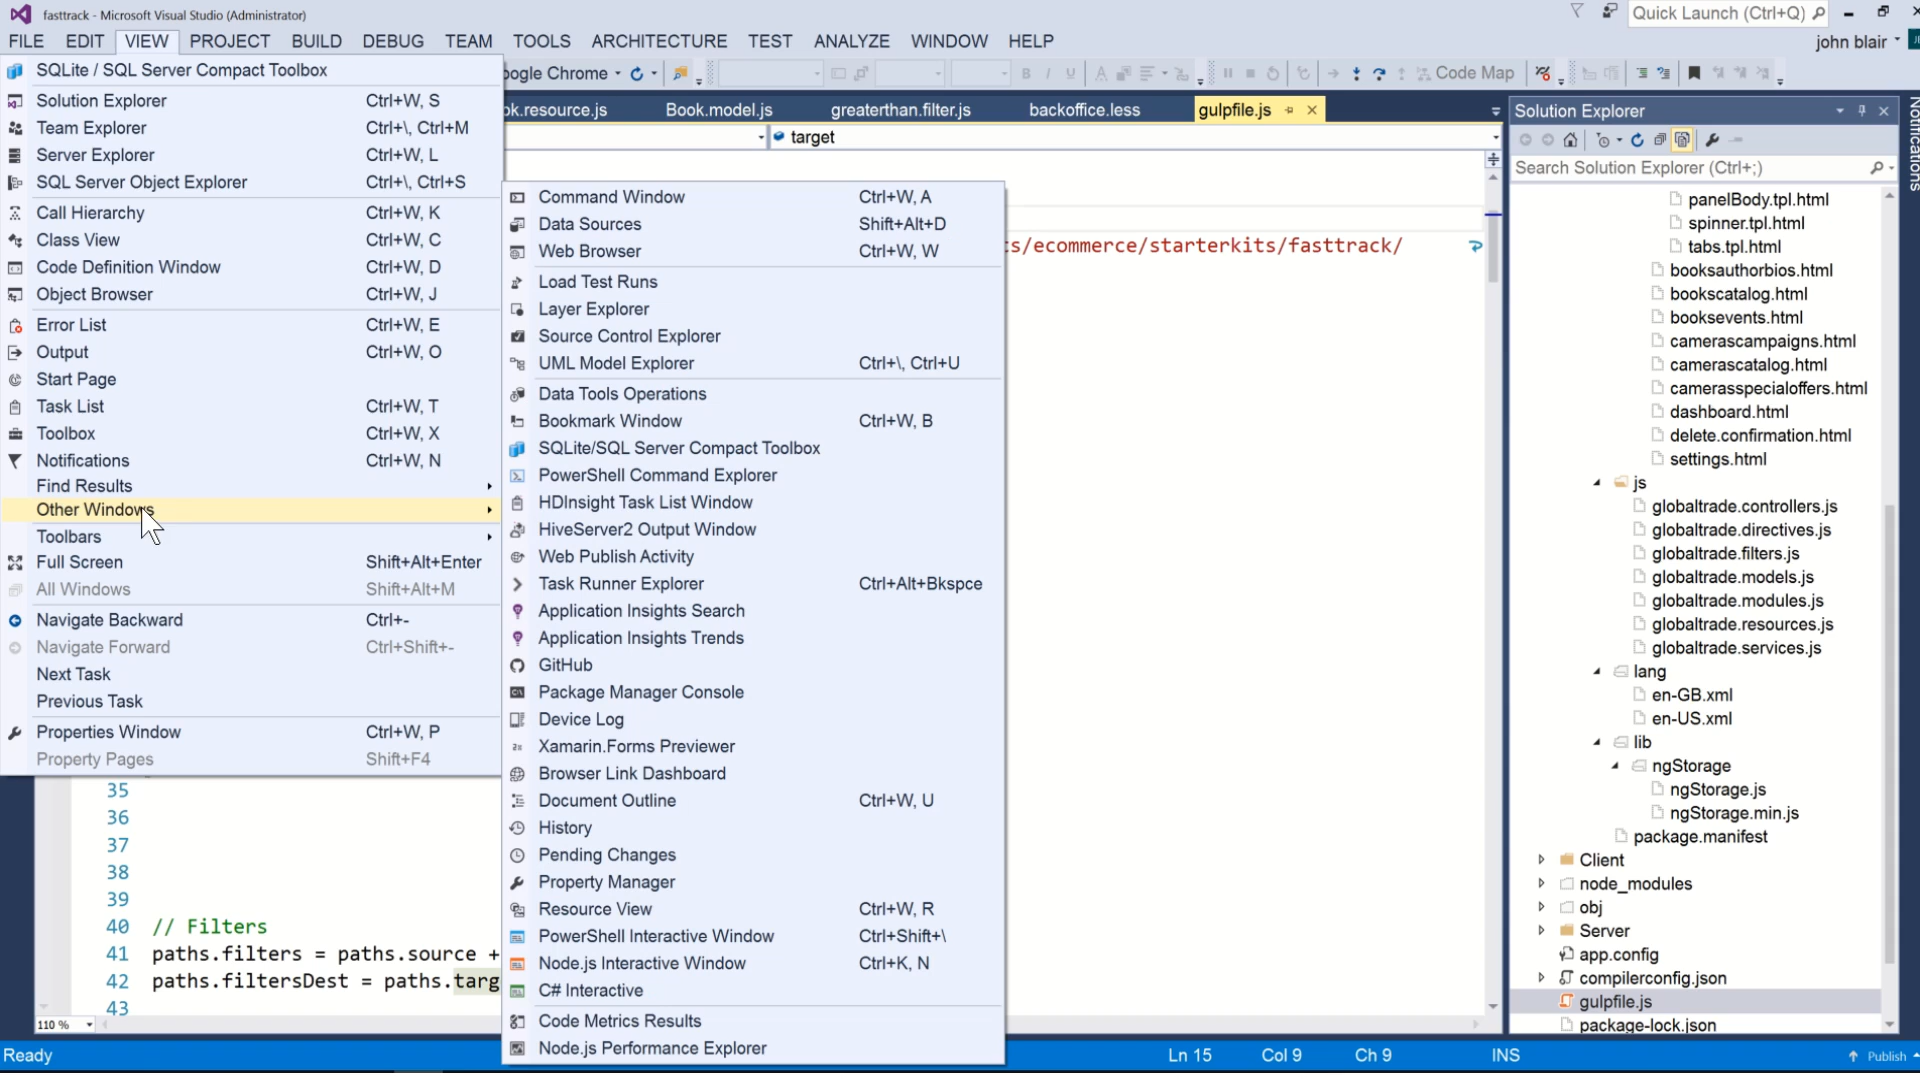 fasttrack - Microsoft Visual Studio (Administrator)
Quick Launch (Ctrl+Q)
FILE EDIT VIEW PROJECT BUILD DEBUG TEAM TOOLS ARCHITECTURE TEST ANALYZE WINDOW HELP
john blair
oogle Chrome
B I U
Code Map
SQLite / SQL Server Compact Toolbox
Solution Explorer Ctrl+W, S
Team Explorer Ctrl+\, Ctrl+M
Server Explorer Ctrl+W, L
SQL Server Object Explorer Ctrl+\, Ctrl+S
Call Hierarchy Ctrl+W, K
Class View Ctrl+W, C
Code Definition Window Ctrl+W, D
Object Browser Ctrl+W, J
Error List Ctrl+W, E
Output Ctrl+W, O
Start Page
Task List Ctrl+W, T
Toolbox Ctrl+W, X
Notifications Ctrl+W, N
Find Results
Other Windows
Toolbars
Full Screen Shift+Alt+Enter
All Windows Shift+Alt+M
Navigate Backward Ctrl+-
Navigate Forward Ctrl+Shift+-
Next Task
Previous Task
Properties Window Ctrl+W, P
Property Pages Shift+F4
ok.resource.js Book.model.js greaterthan.filter.js backoffice.less gulpfile.js
target
ts/ecommerce/starterkits/fasttrack/
Command Window Ctrl+W, A
Data Sources Shift+Alt+D
Web Browser Ctrl+W, W
Load Test Runs
Layer Explorer
Source Control Explorer
UML Model Explorer Ctrl+\, Ctrl+U
Data Tools Operations
Bookmark Window Ctrl+W, B
SQLite/SQL Server Compact Toolbox
PowerShell Command Explorer
HDInsight Task List Window
HiveServer2 Output Window
Web Publish Activity
Task Runner Explorer Ctrl+Alt+Bkspce
Application Insights Search
Application Insights Trends
GitHub
Package Manager Console
Device Log
Xamarin.Forms Previewer
Browser Link Dashboard
Document Outline Ctrl+W, U
History
Pending Changes
Property Manager
Resource View Ctrl+W, R
PowerShell Interactive Window Ctrl+Shift+\
Node.js Interactive Window Ctrl+K, N
C# Interactive
Code Metrics Results
Node.js Performance Explorer
35
36
37
38
39
40 // Filters
41 paths.filters = paths.source +
42 paths.filtersDest = paths.targ
43
110 %
Solution Explorer
Search Solution Explorer (Ctrl+;)
panelBody.tpl.html
spinner.tpl.html
tabs.tpl.html
booksauthorbios.html
bookscatalog.html
booksevents.html
camerascampaigns.html
camerascatalog.html
camerasspecialoffers.html
dashboard.html
delete.confirmation.html
settings.html
js
globaltrade.controllers.js
globaltrade.directives.js
globaltrade.filters.js
globaltrade.models.js
globaltrade.modules.js
globaltrade.resources.js
globaltrade.services.js
lang
en-GB.xml
en-US.xml
lib
ngStorage
ngStorage.js
ngStorage.min.js
package.manifest
Client
node_modules
obj
Server
app.config
compilerconfig.json
gulpfile.js
package-lock.json
Notifications
Ready Ln 15 Col 9 Ch 9 INS Publish